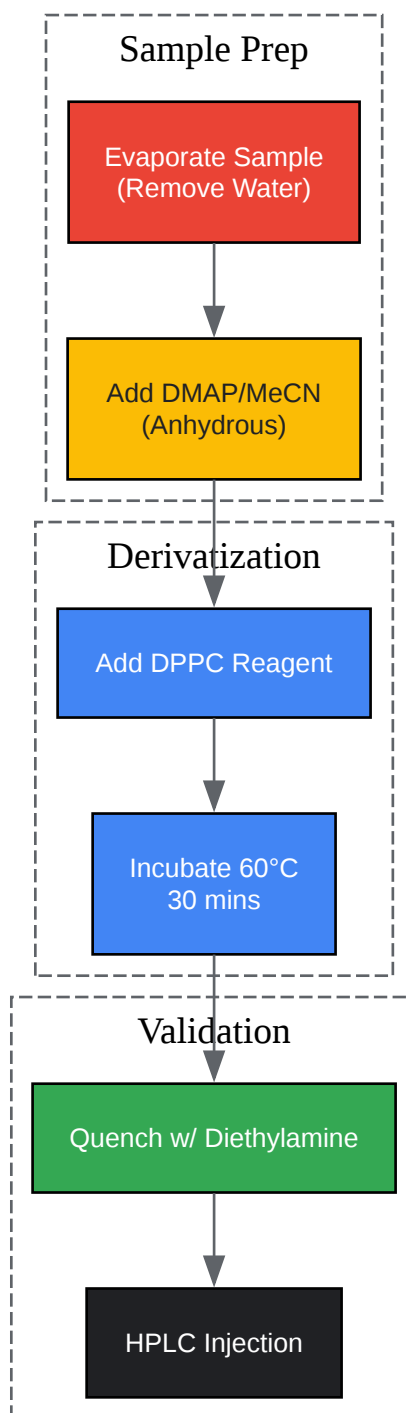 Sample Prep
Evaporate Sample
(Remove Water)
Add DMAP/MeCN
(Anhydrous)
Derivatization
Add DPPC Reagent
Incubate 60°C
30 mins
Validation
Quench w/ Diethylamine
HPLC Injection